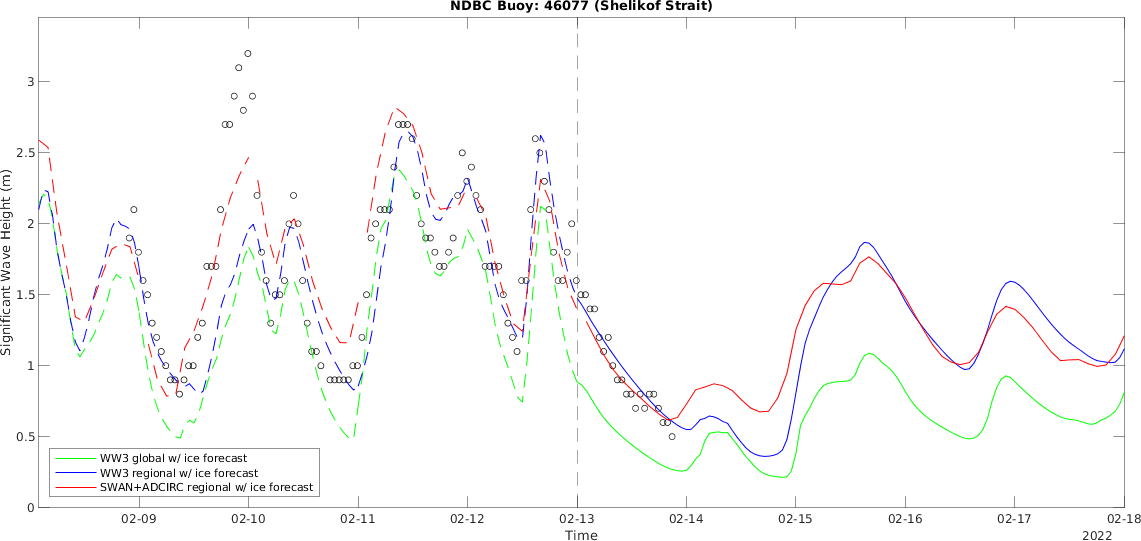 NDBC Buoy: 46077 (Shelikof Strait)
Significant Wave Height (m)
3
2.5
2
1.5
1
0.5
0
WW3 global w/ ice forecast
WW3 regional w/ ice forecast
SWAN+ADCIRC regional w/ ice forecast
02-09 02-10 02-11 02-12 02-13 02-14 02-15 02-16 02-17 02-18
Time
2022